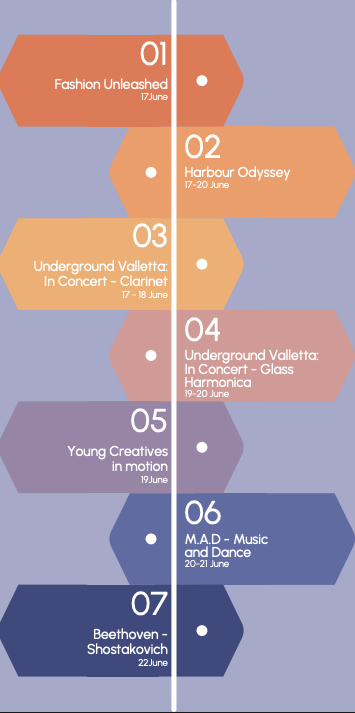 01
Fashion Unleashed
17June
02
Harbour Odyssey
17-20 June
03
Underground Valletta:
In Concert - Clarinet
17 - 18 June
04
Underground Valletta:
In Concert - Glass
Harmonica
19-20 June
05
Young Creatives
in motion
19June
06
M.A.D - Music
and Dance
20-21 June
07
Beethoven -
Shostakovich
22June